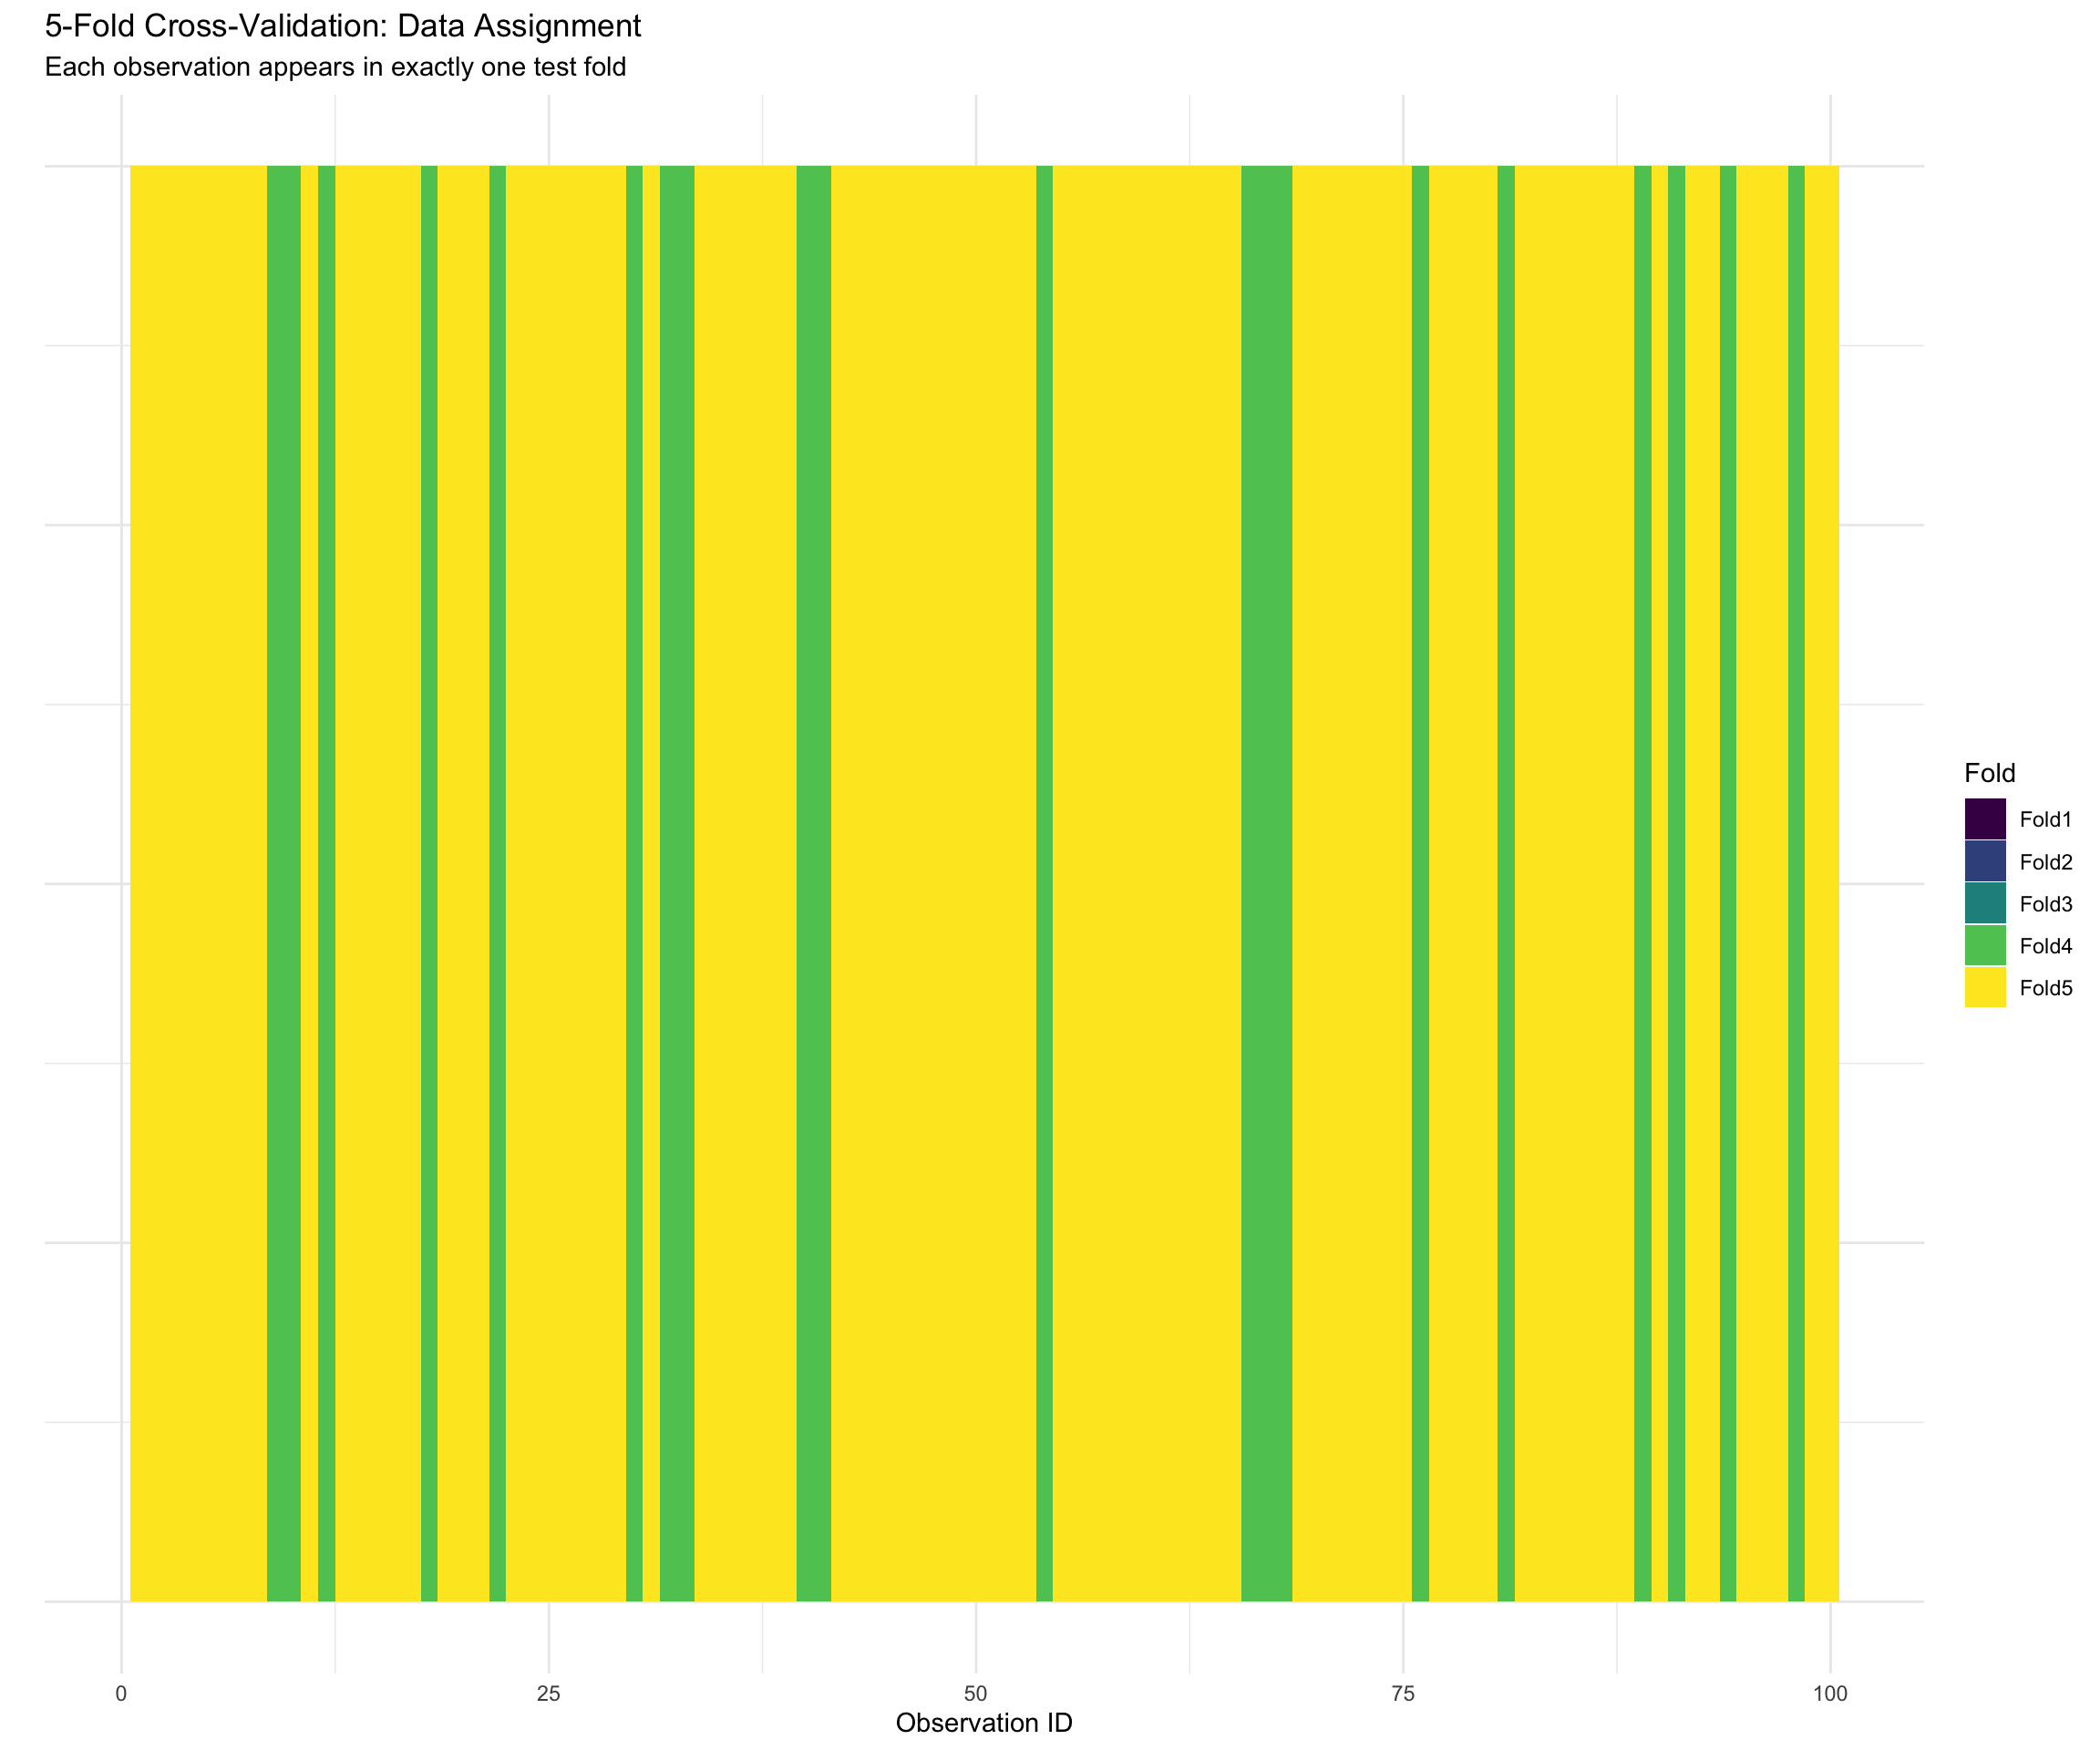 5-Fold Cross-Validation: Data Assignment
Each observation appears in exactly one test fold
Fold
Fold1
Fold2
Fold3
Fold4
Fold5
0 25 50 75 100
Observation ID